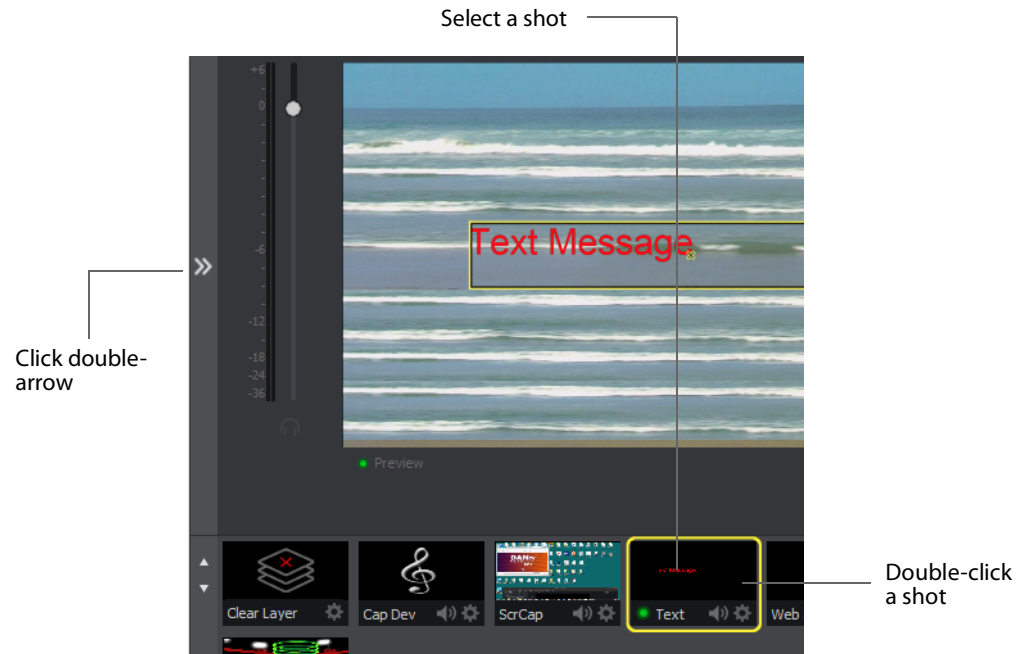 Select a shot
+6
0
-6
-12
-18
-24
-36
Text Message
Click double-
arrow
Preview
Clear Layer
Cap Dev
ScrCap
Text
Web
Double-click
a shot